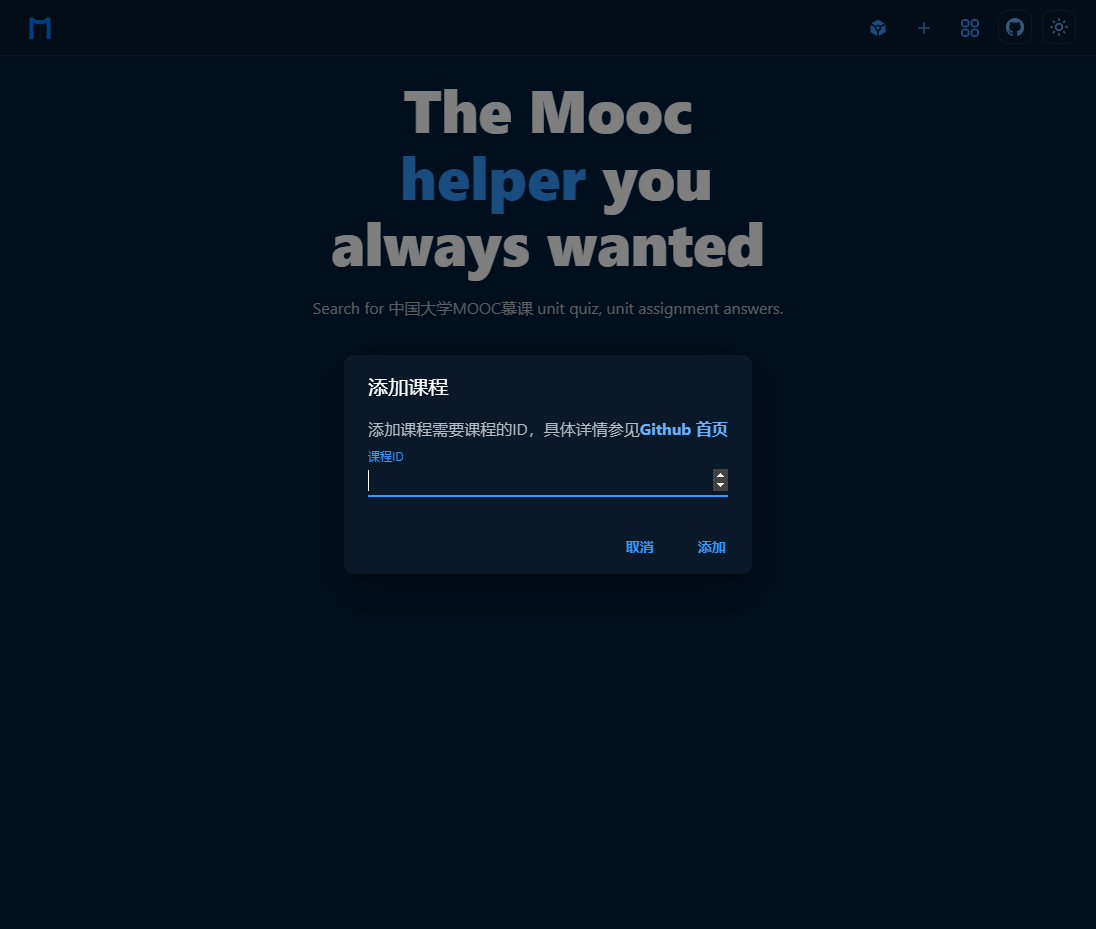 The Mooc
helper you
always wanted
Search for 中国大学MOOC慕课 unit quiz, unit assignment answers.
添加课程
添加课程需要课程的ID，具体详情参见Github 首页
课程ID
取消 添加